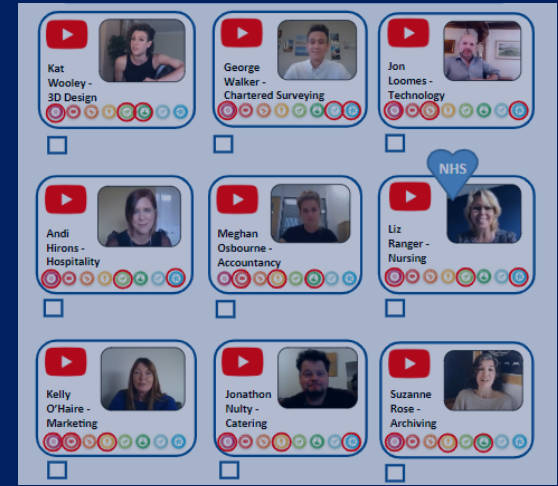 Kat
Wooley -
3D Design
George
Walker -
Chartered Surveying
Jon
Loomes -
Technology
Andi
Hirons -
Hospitality
Meghan
Osbourne -
Accountancy
NHS
Liz
Ranger -
Nursing
Kelly
O'Haire -
Marketing
Jonathon
Nulty -
Catering
Suzanne
Rose -
Archiving